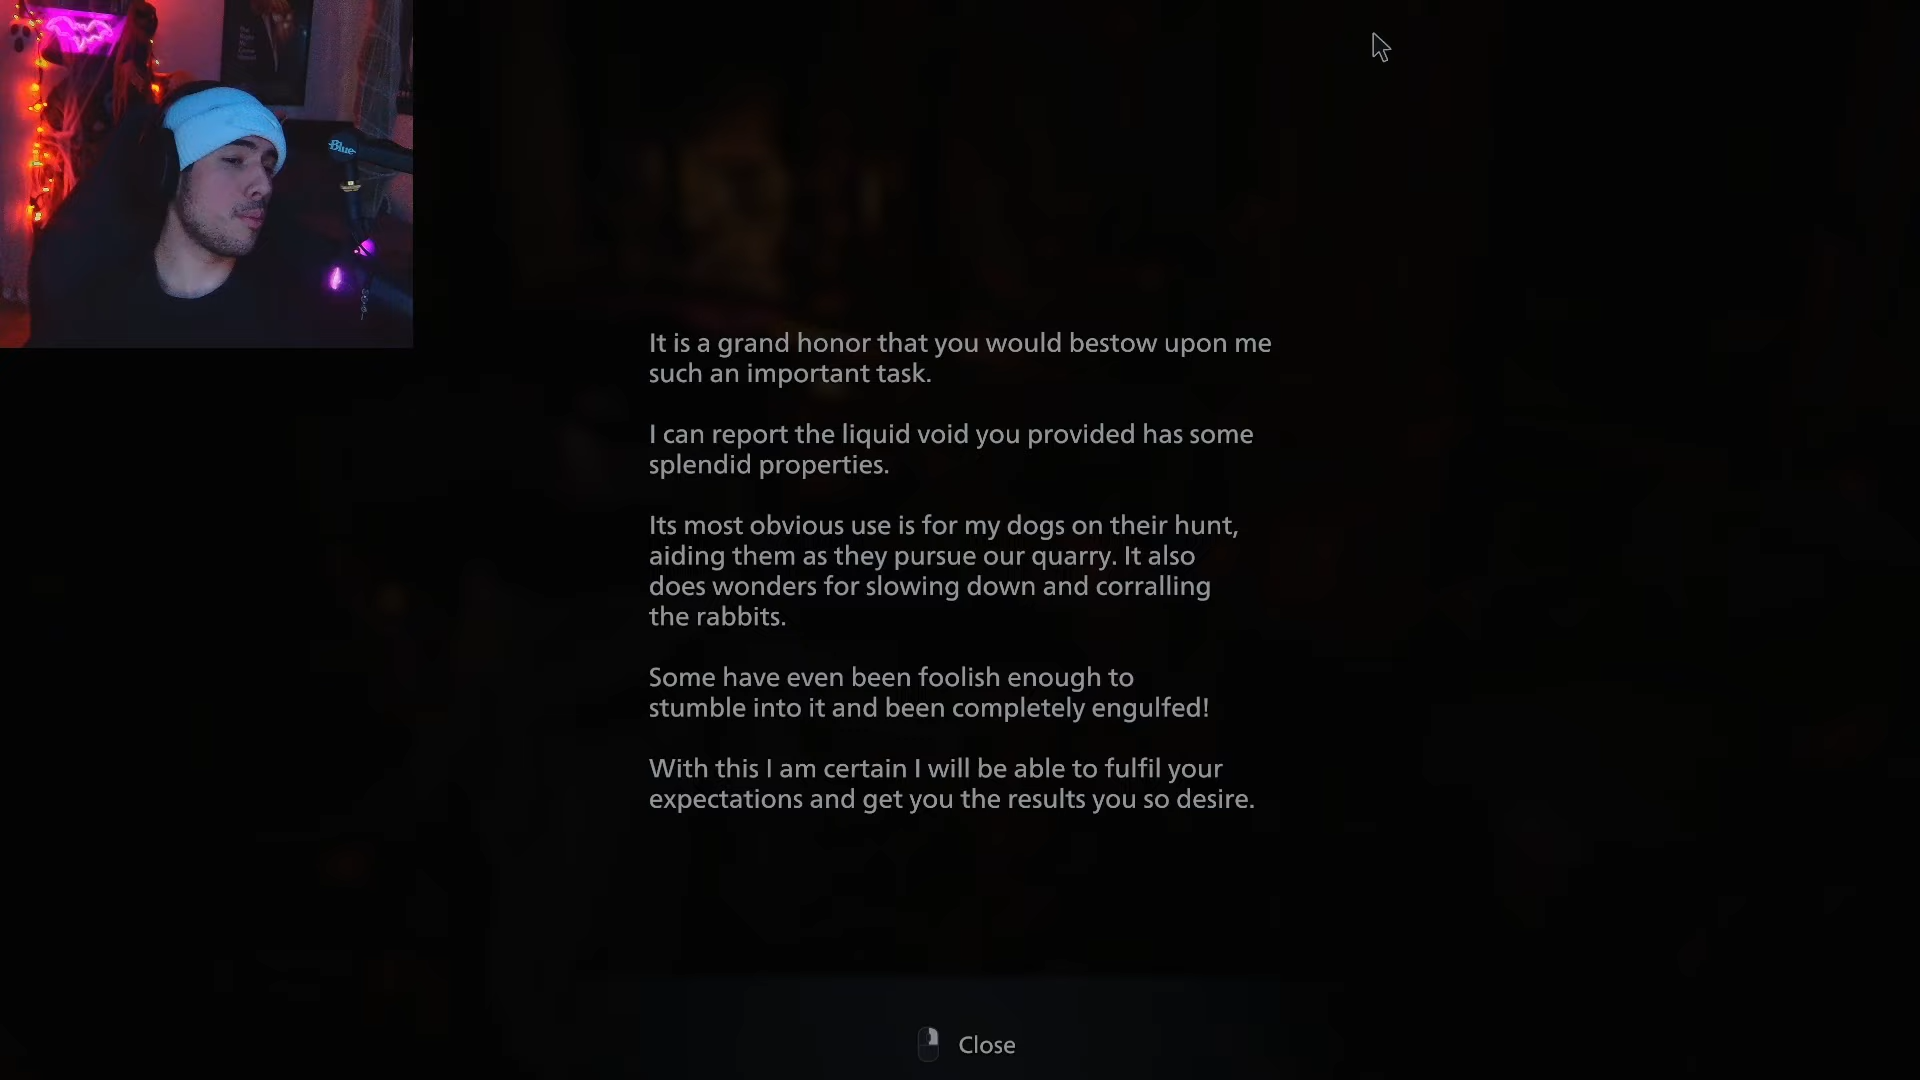 Blue
It is a grand honor that you would bestow upon me
such an important task.
I can report the liquid void you provided has some
splendid properties.
Its most obvious use is for my dogs on their hunt,
aiding them as they pursue our quarry. It also
does wonders for slowing down and corralling
the rabbits.
Some have even been foolish enough to
stumble into it and been completely engulfed!
With this I am certain I will be able to fulfil your
expectations and get you the results you so desire.
Close